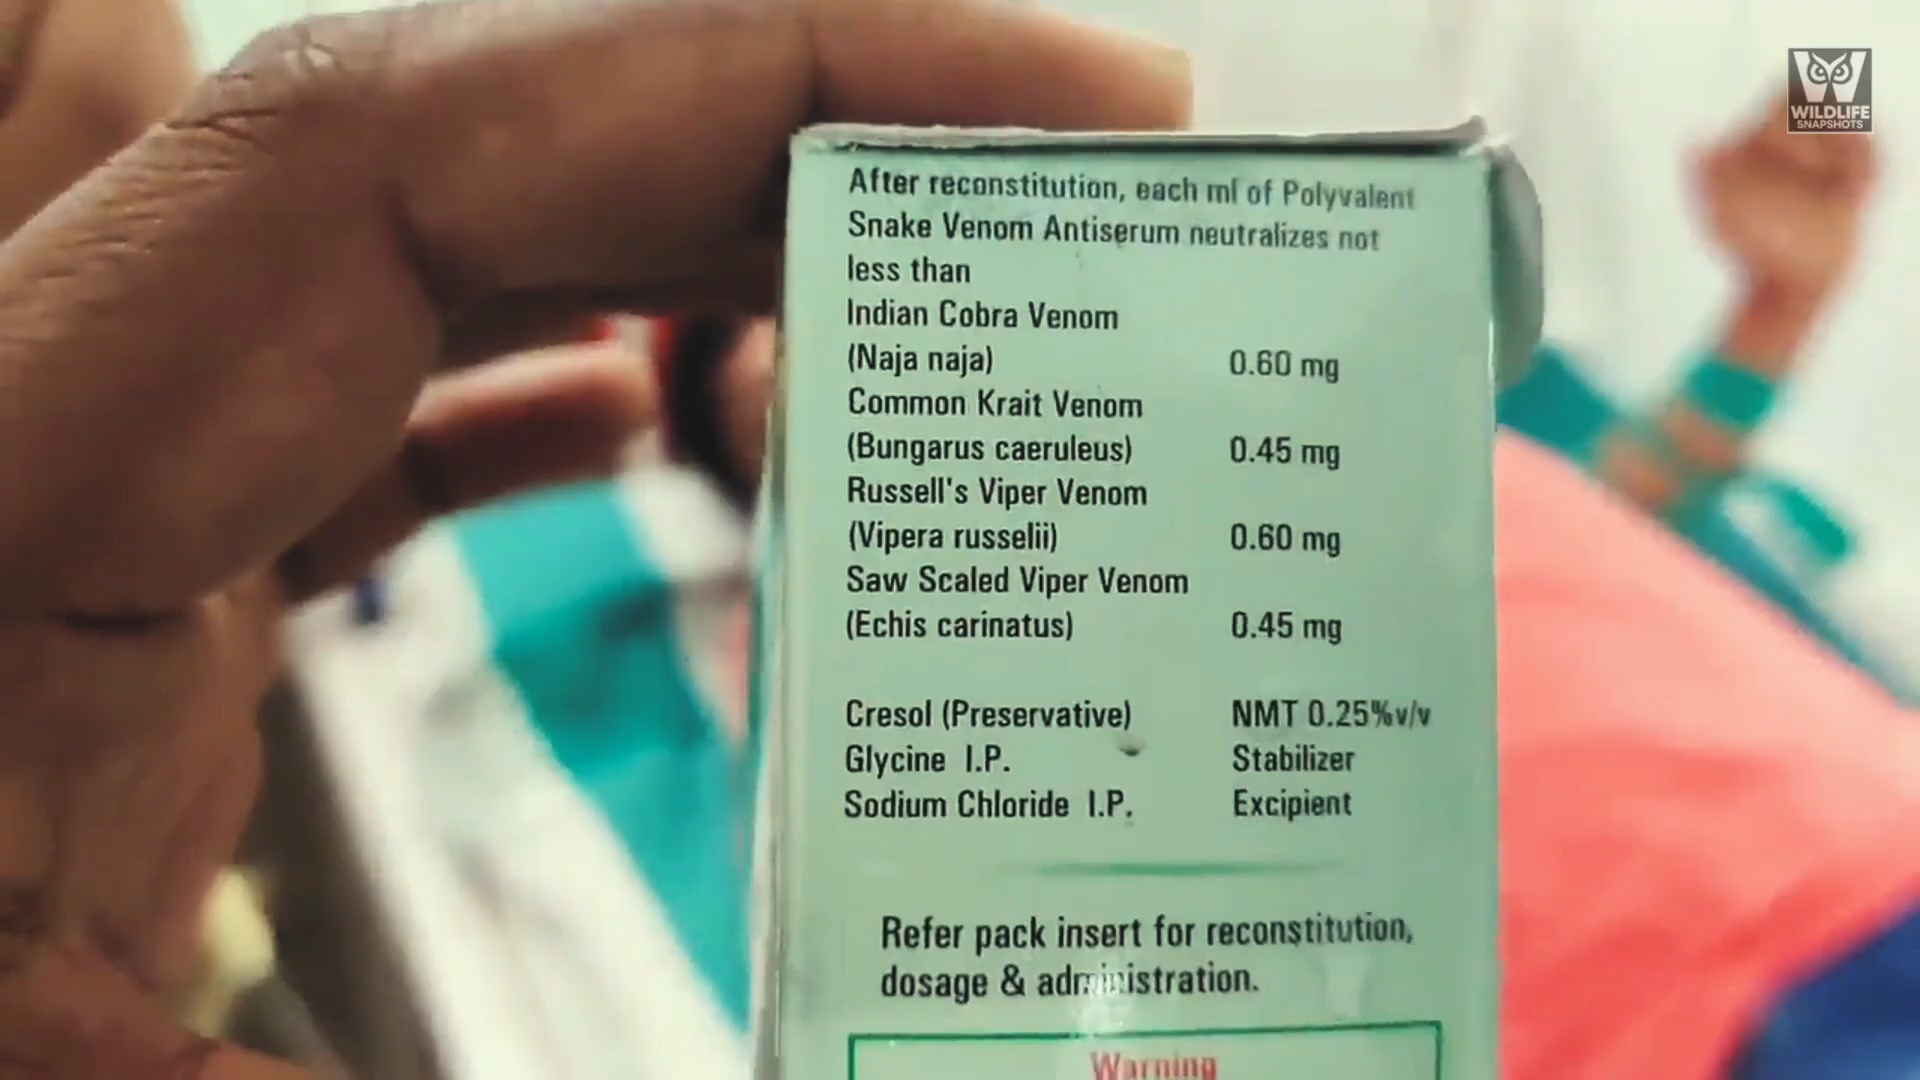 WILDLIFE
SNAPSHOTS
After reconstitution, each ml of Polyvalent
Snake Venom Antiserum neutralizes not
less than
Indian Cobra Venom
(Naja naja) 0.60 mg
Common Krait Venom
(Bungarus caeruleus) 0.45 mg
Russell's Viper Venom
(Vipera russelii) 0.60 mg
Saw Scaled Viper Venom
(Echis carinatus) 0.45 mg
Cresol (Preservative) NMT 0.25%v/v
Glycine I.P. Stabilizer
Sodium Chloride I.P. Excipient
Refer pack insert for reconstitution,
dosage & administration.
Warning